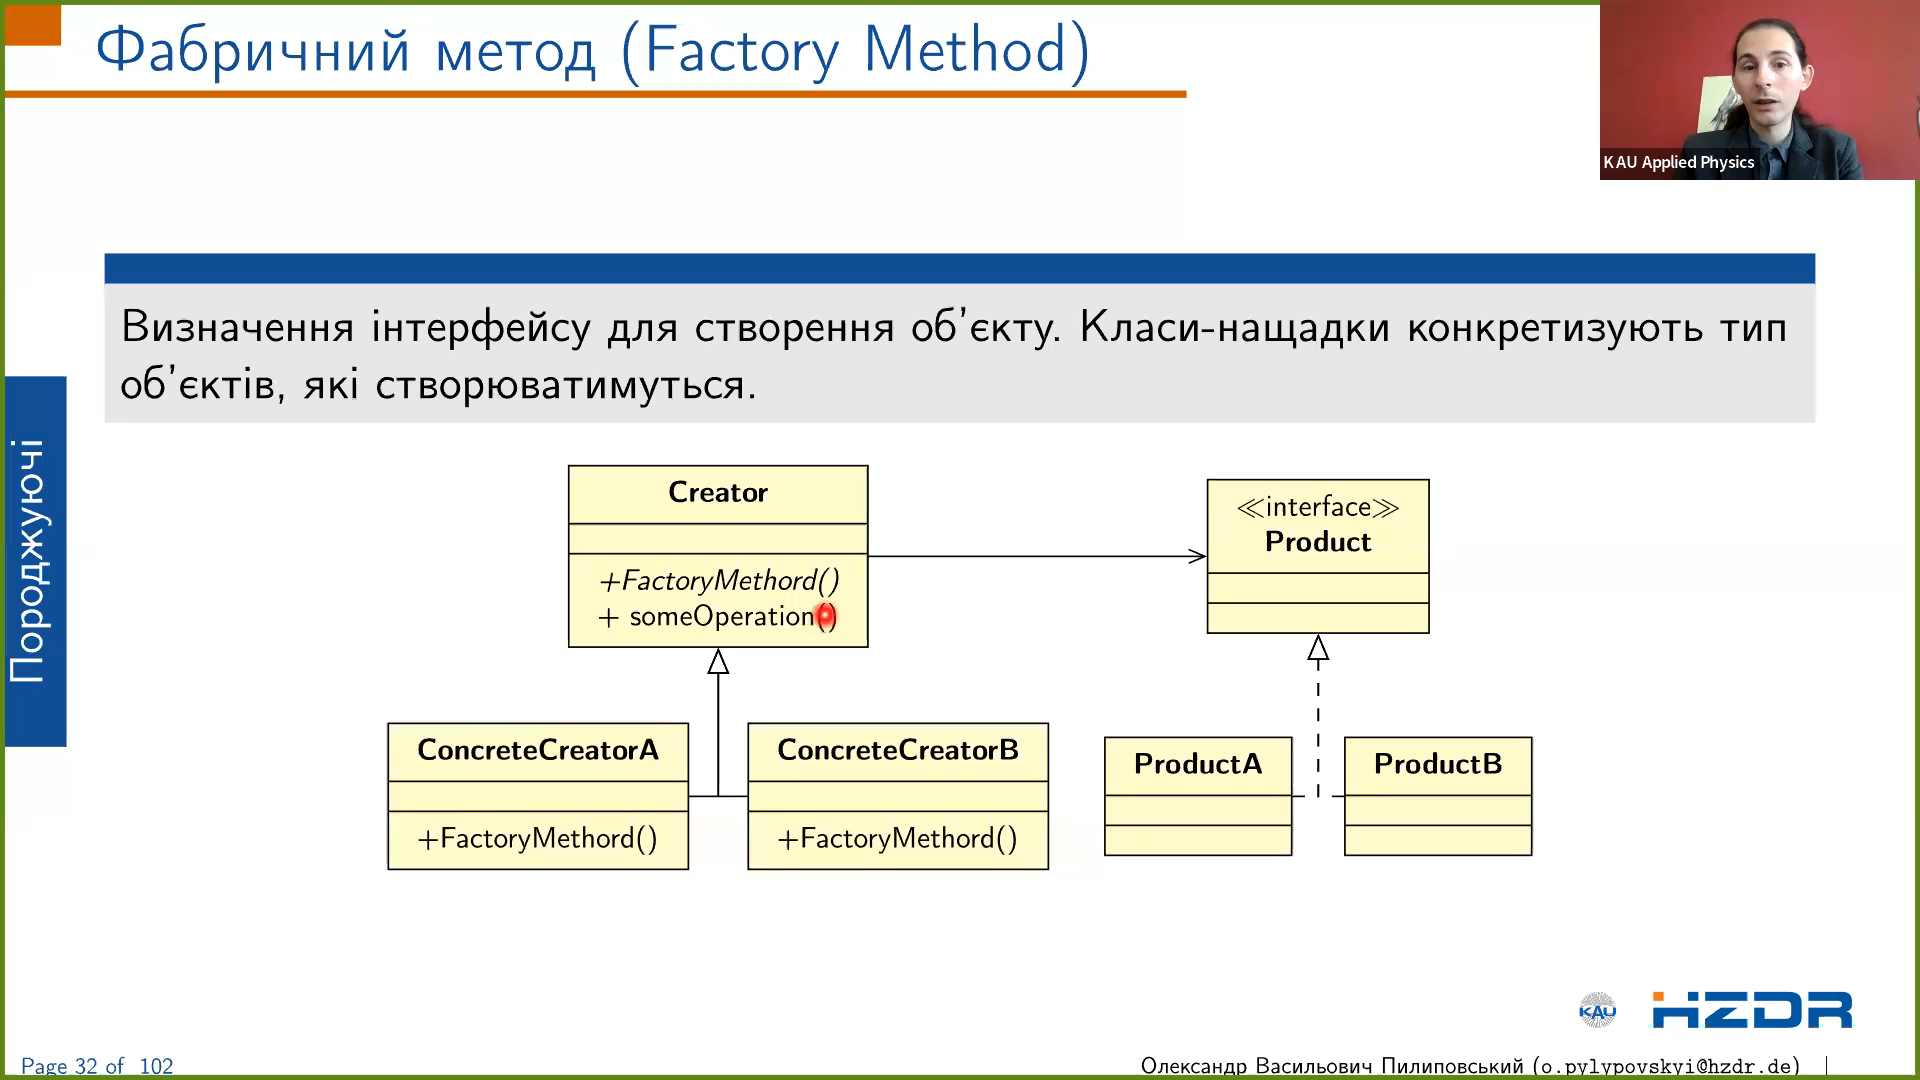 Фабричний метод (Factory Method)
KAU Applied Physics
Визначення інтерфейсу для створення об'єкту. Класи-нащадки конкретизують тип
об'єктів, які створюватимуться.
Породжуючі
Creator
+FactoryMethord()
+ someOperation()
≪interface≫
Product
ConcreteCreatorA
+FactoryMethord()
ConcreteCreatorB
+FactoryMethord()
ProductA
ProductB
KAU
HZDR
Page 32 of 102
Олександр Васильович Пилиповський (o.pylypovskyi@hzdr.de)